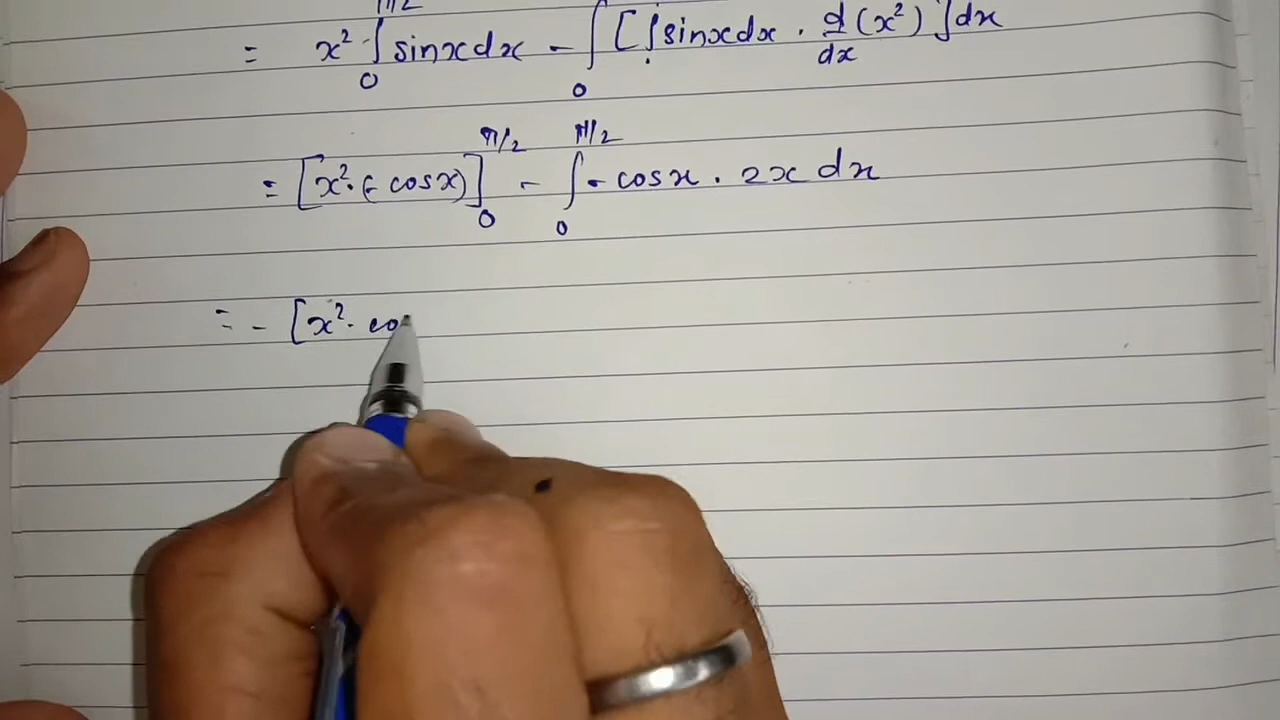 = x² ∫₀^π/2 sinx dx - ∫₀ [∫sinx dx . d/dx (x²)] dx
= [x² . (- cosx)]₀^π/2 - ∫₀^π/2 - cosx . 2x dx
= - [x² . co